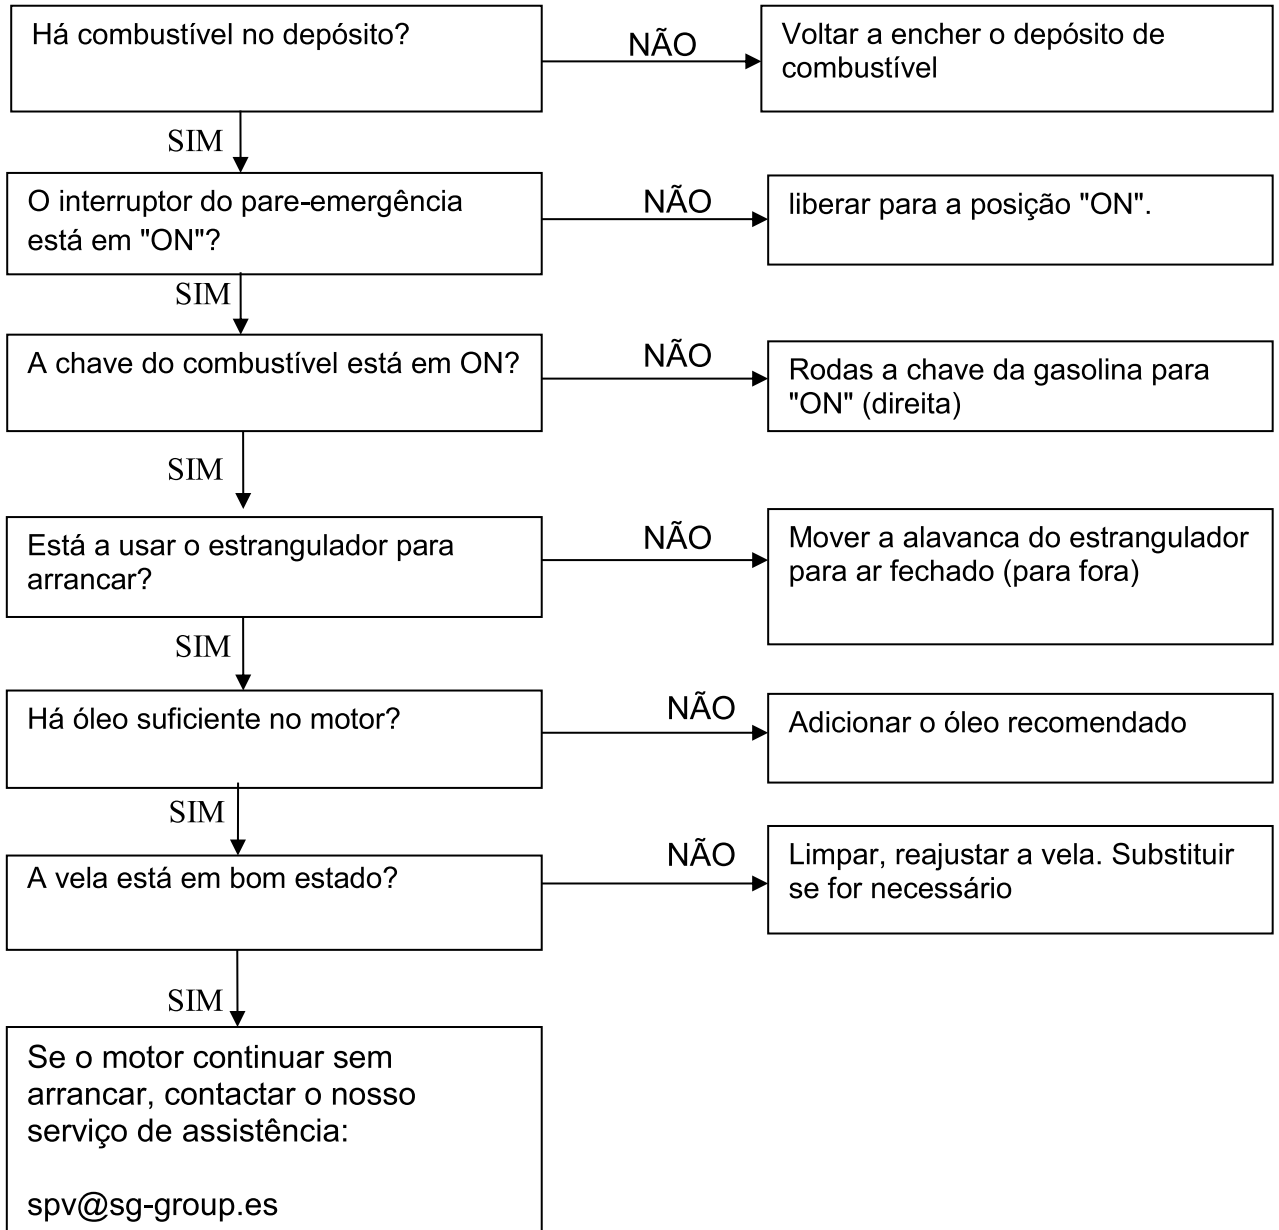 Há combustível no depósito?
NÃO
Voltar a encher o depósito de
combustível
SIM
O interruptor do pare-emergência
está em "ON"?
NÃO
liberar para a posição "ON".
SIM
A chave do combustível está em ON?
NÃO
Rodas a chave da gasolina para
"ON" (direita)
SIM
Está a usar o estrangulador para
arrancar?
NÃO
Mover a alavanca do estrangulador
para ar fechado (para fora)
SIM
Há óleo suficiente no motor?
NÃO
Adicionar o óleo recomendado
SIM
A vela está em bom estado?
NÃO
Limpar, reajustar a vela. Substituir
se for necessário
SIM
Se o motor continuar sem
arrancar, contactar o nosso
serviço de assistência:
spv@sg-group.es